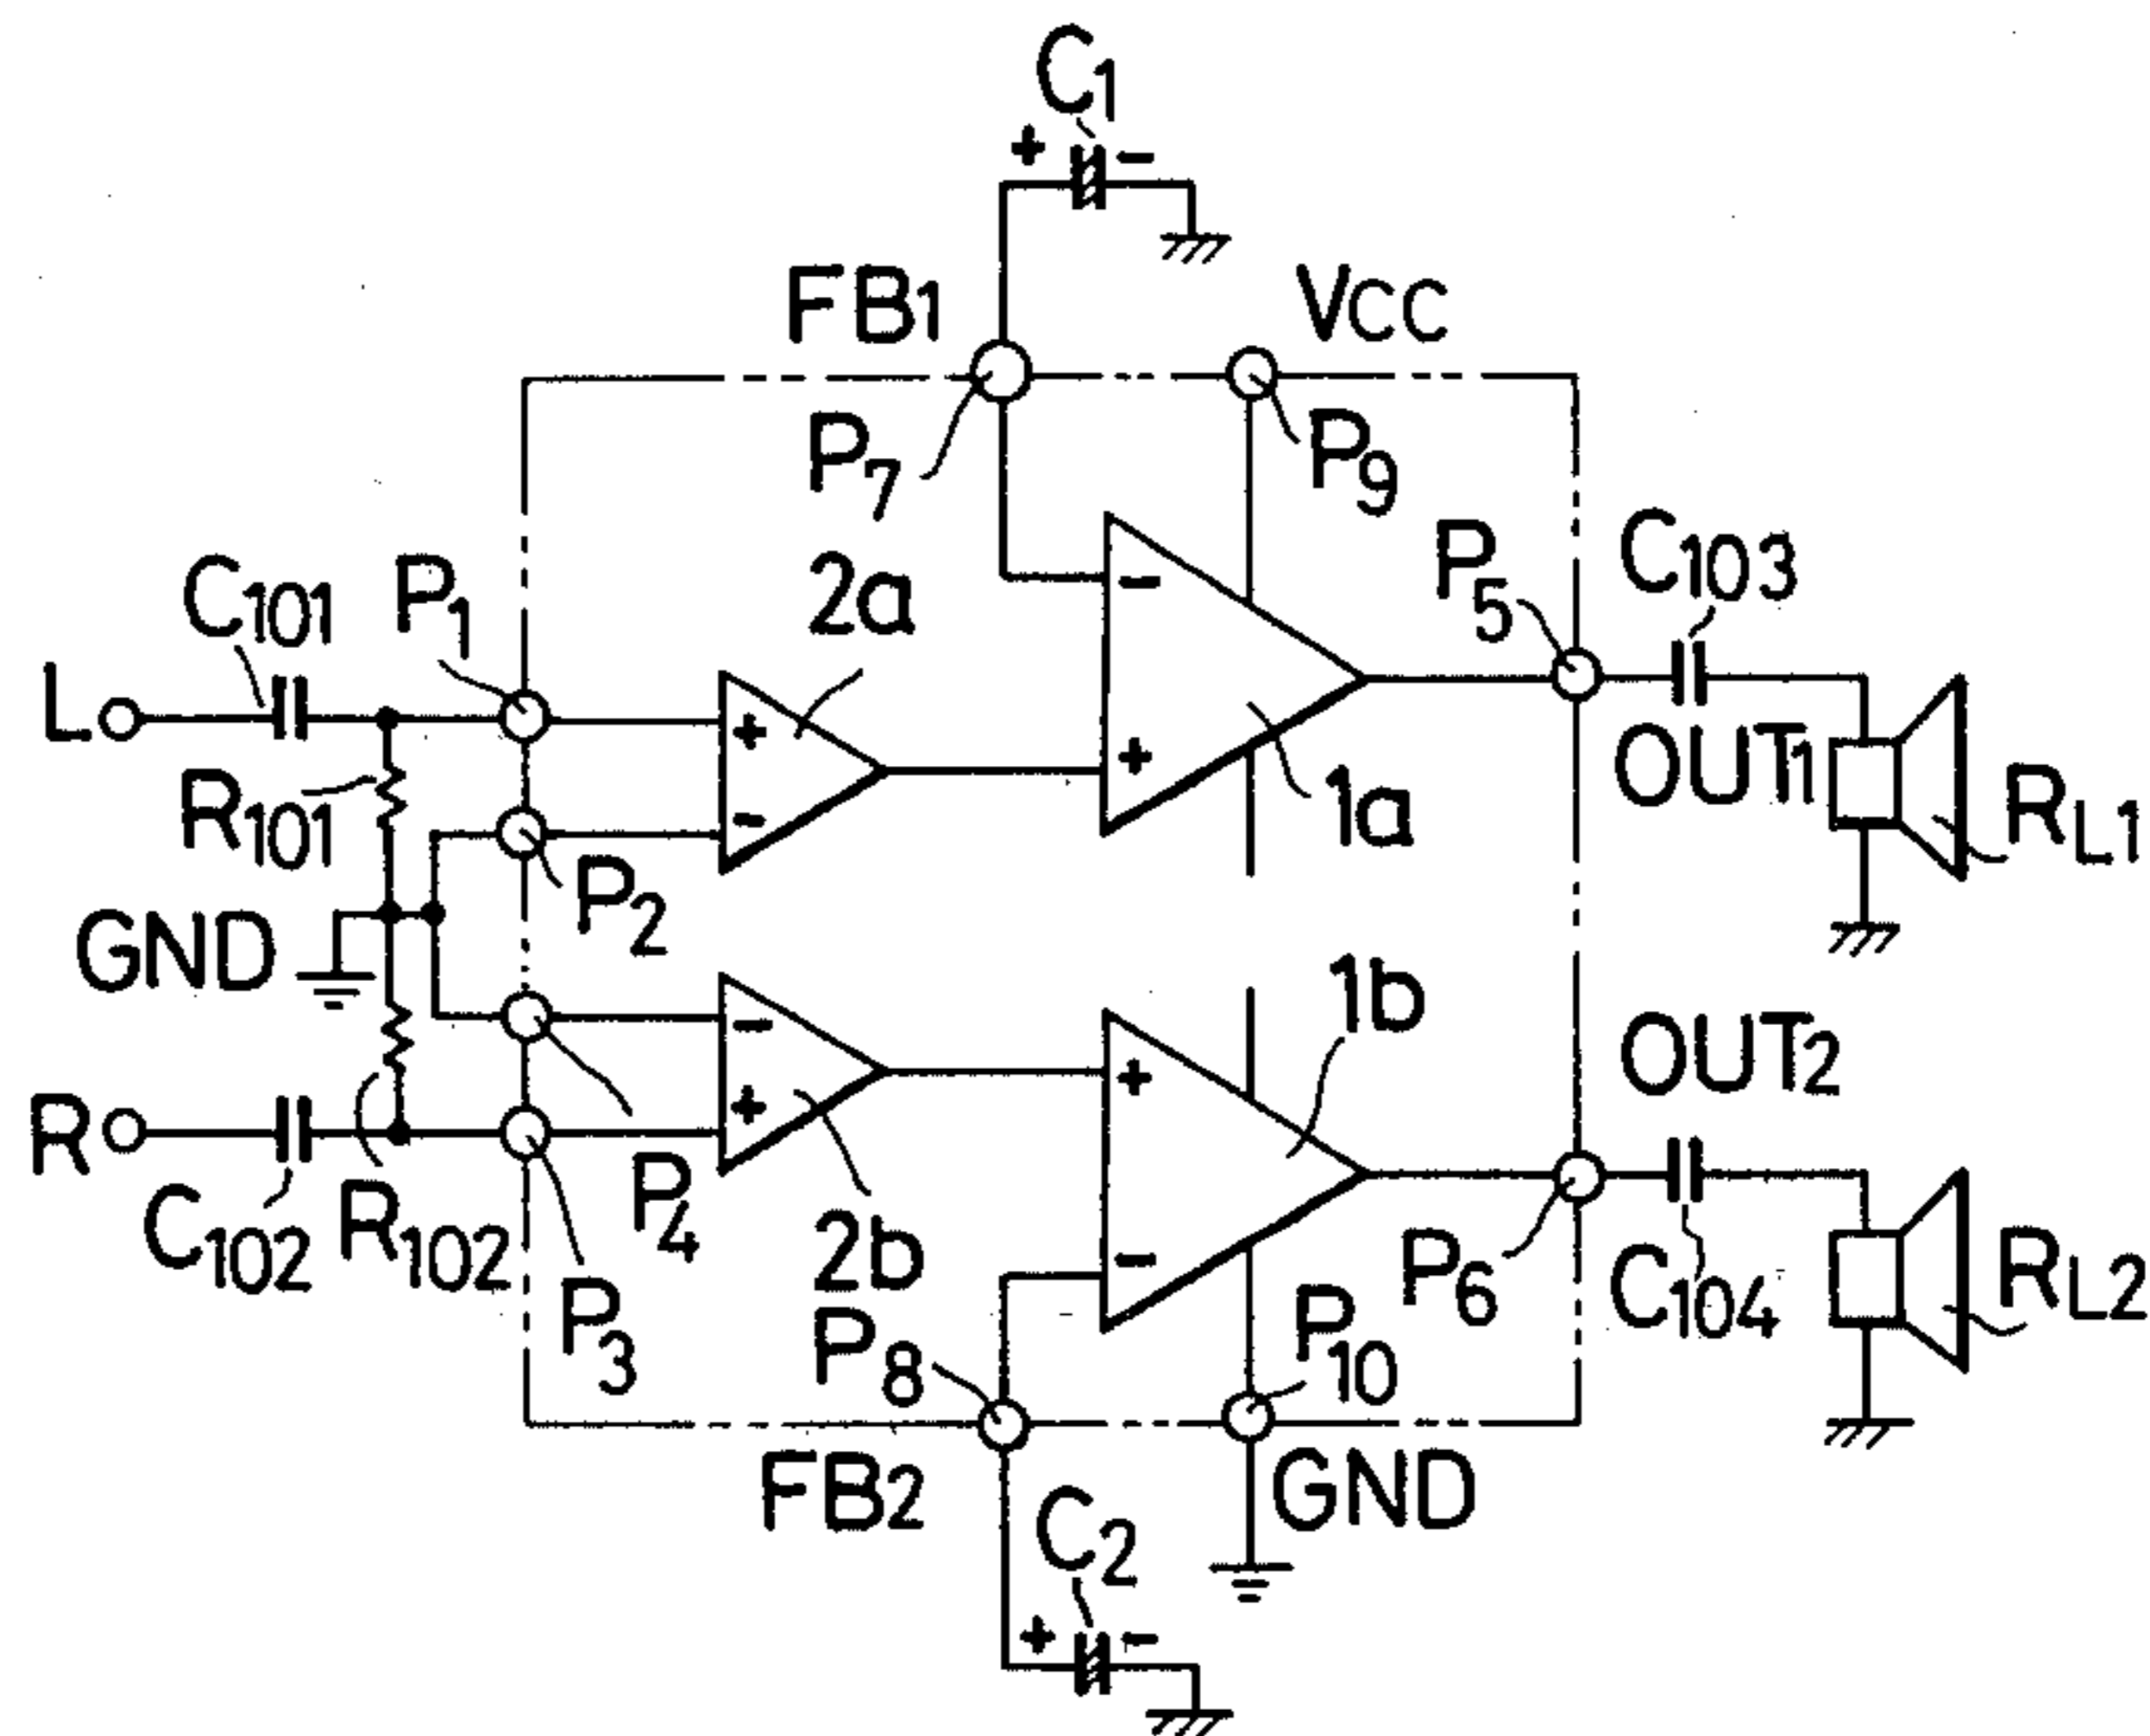 C1
+ -
FB1 VCC
P7 P9
C101 P1 2a P5 C103
-
L + + OUT1
R101 - 1a RL1
P2
GND
1b
- + OUT2
R +
C102 R102 P4 2b - P6 C104 RL2
P3 P8 P10
FB2 GND
C2
+ -